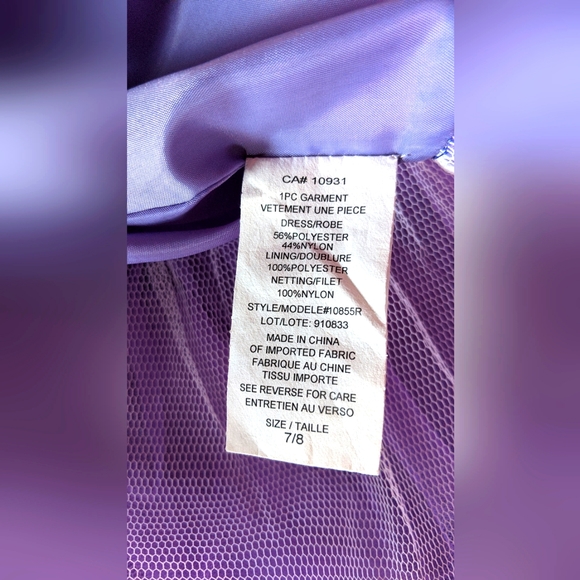 CA# 10931
1PC GARMENT
VETEMENT UNE PIECE
DRESS/ROBE
56%POLYESTER
44%NYLON
LINING/DOUBLURE
100%POLYESTER
NETTING/FILET
100%NYLON
STYLE/MODELE#10855R
LOT/LOTE: 910833
MADE IN CHINA
OF IMPORTED FABRIC
FABRIQUE AU CHINE
TISSU IMPORTE
SEE REVERSE FOR CARE
ENTRETIEN AU VERSO
SIZE / TAILLE
7/8